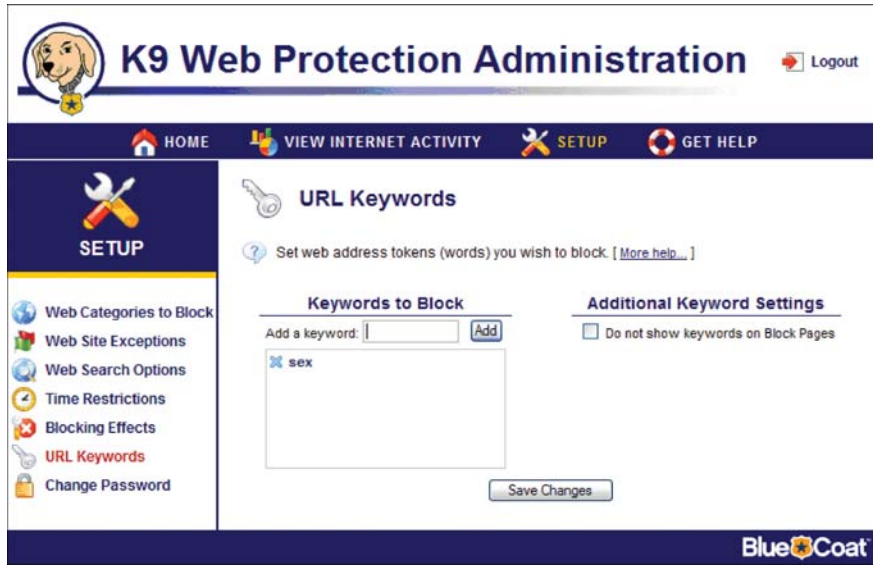 K9 Web Protection Administration
Logout
HOME
VIEW INTERNET ACTIVITY
SETUP
GET HELP
SETUP
Web Categories to Block
Web Site Exceptions
Web Search Options
Time Restrictions
Blocking Effects
URL Keywords
Change Password
URL Keywords
Set web address tokens (words) you wish to block. [ More help... ]
Keywords to Block
Add a keyword:
Add
sex
Additional Keyword Settings
Do not show keywords on Block Pages
Save Changes
Blue Coat